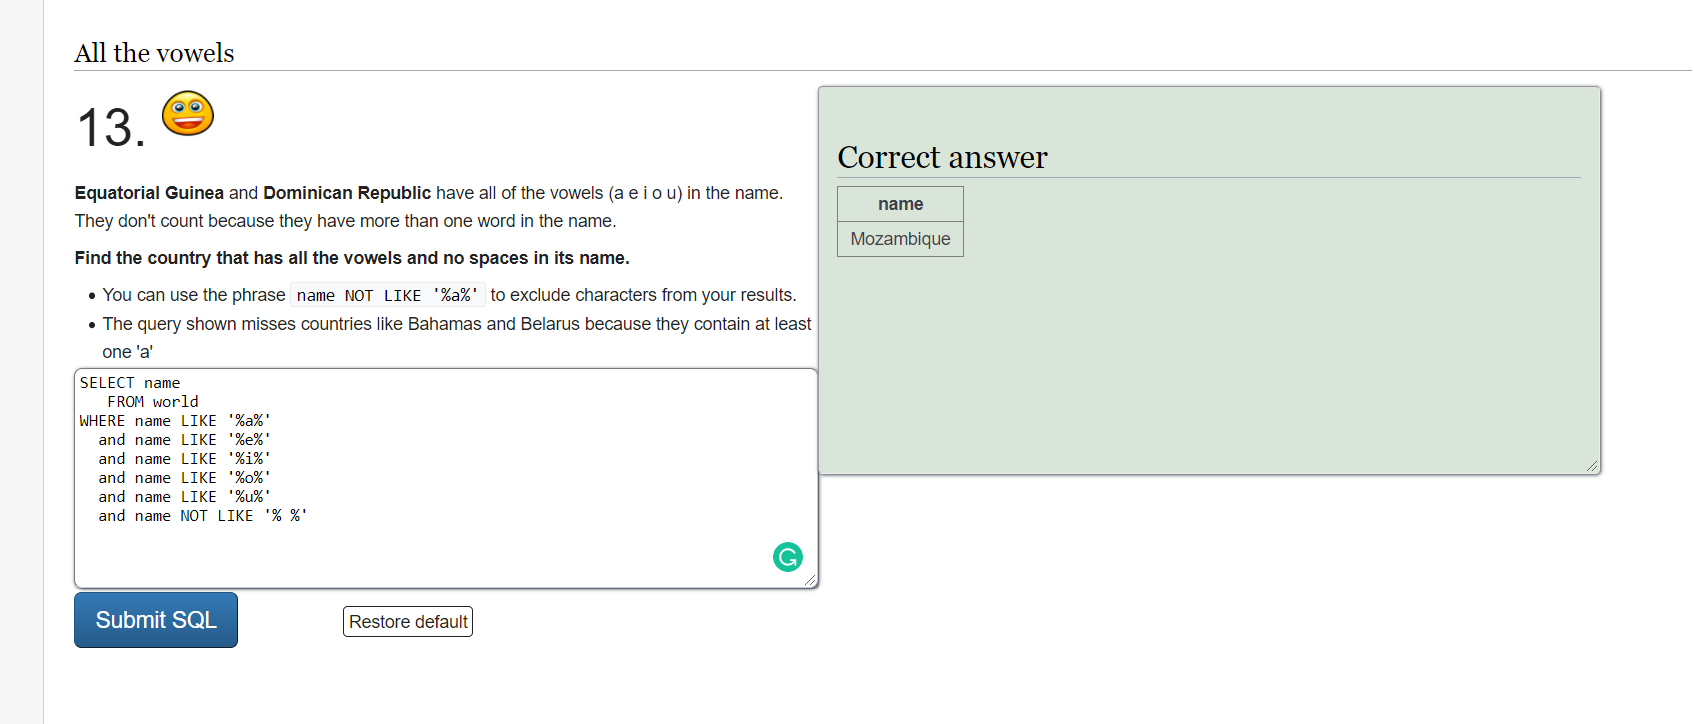 All the vowels
13.
Equatorial Guinea and Dominican Republic have all of the vowels (a e i o u) in the name.
They don't count because they have more than one word in the name.
Find the country that has all the vowels and no spaces in its name.
• You can use the phrase name NOT LIKE '%a%' to exclude characters from your results.
• The query shown misses countries like Bahamas and Belarus because they contain at least
one 'a'
SELECT name
FROM world
WHERE name LIKE '%a%'
and name LIKE '%e%'
and name LIKE '%i%'
and name LIKE '%o%'
and name LIKE '%u%'
and name NOT LIKE '% %'
G
Submit SQL
Restore default
Correct answer
name
Mozambique